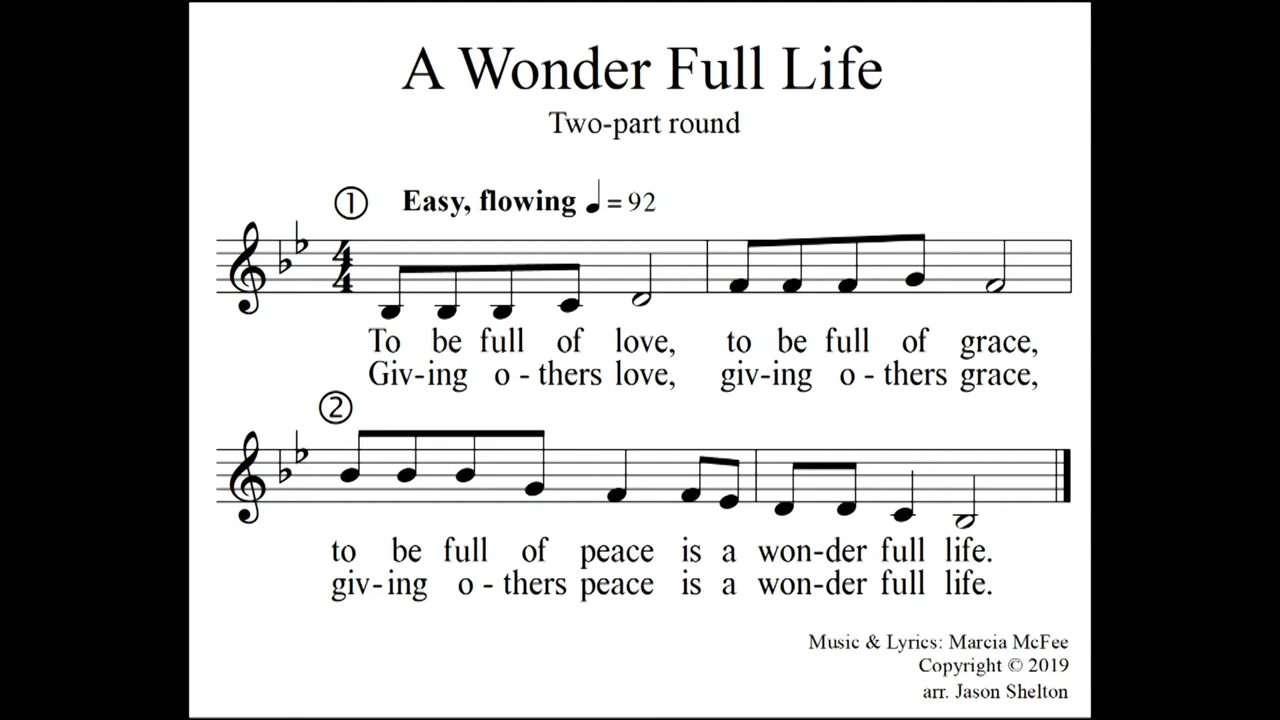 A Wonder Full Life
Two-part round
① Easy, flowing ♩ = 92
4
4
To be full of love, to be full of grace,
Giv-ing o - thers love, giv-ing o - thers grace,
②
to be full of peace is a won-der full life.
giv-ing o - thers peace is a won-der full life.
Music & Lyrics: Marcia McFee
Copyright © 2019
arr. Jason Shelton